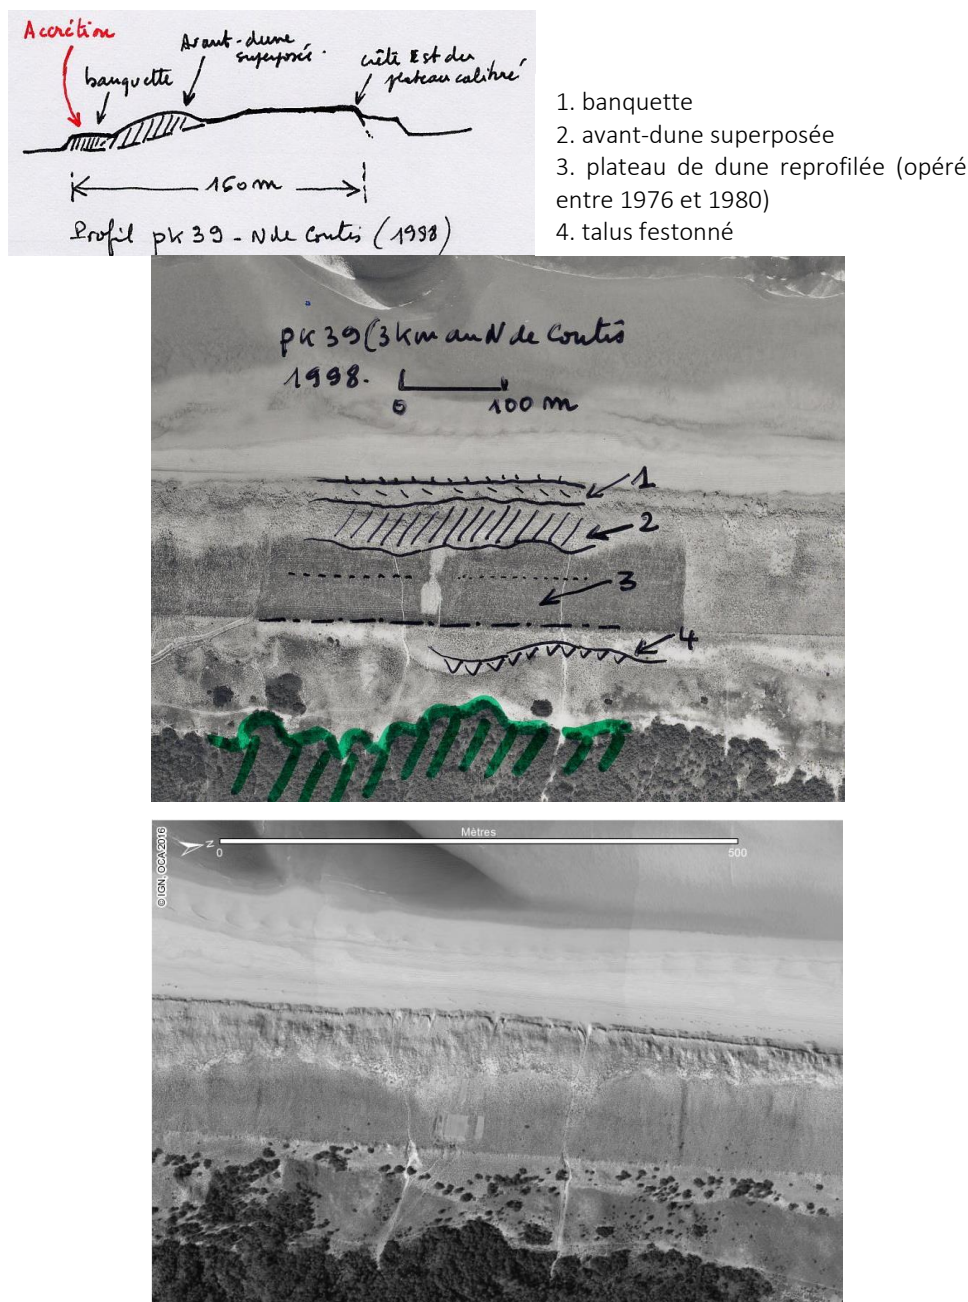 Accrétion
banquette
Avant-dune
superposée.
crête Est du
plateau calibré
160 m
Profil pk 39 - N de Contis (1998)
1. banquette
2. avant-dune superposée
3. plateau de dune reprofilée (opéré
entre 1976 et 1980)
4. talus festonné
pk 39 (3 km au N de Contis
1998.
0 100 m
1
2
3
4
Mètres
N
0 500
© IGN, OCA 2016